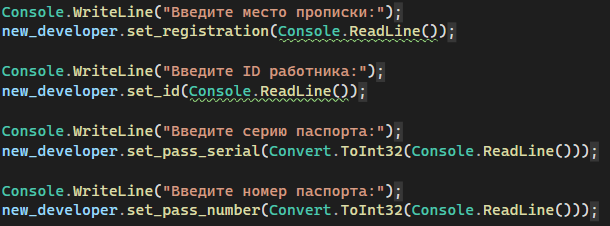 Console.WriteLine("Введите место прописки:");
new_developer.set_registration(Console.ReadLine());
Console.WriteLine("Введите ID работника:");
new_developer.set_id(Console.ReadLine());
Console.WriteLine("Введите серию паспорта:");
new_developer.set_pass_serial(Convert.ToInt32(Console.ReadLine()));
Console.WriteLine("Введите номер паспорта:");
new_developer.set_pass_number(Convert.ToInt32(Console.ReadLine()));